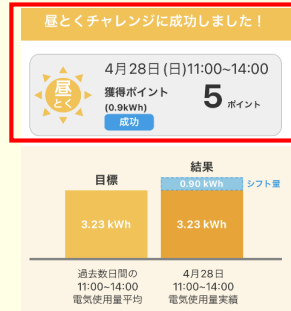 昼とくチャレンジに成功しました！
昼
とく
4月28日(日)11:00~14:00
獲得ポイント
(0.9kWh)
5 ポイント
成功
目標
結果
0.90 kWh シフト量
3.23 kWh
3.23 kWh
過去数日間の
11:00~14:00
電気使用量平均
4月28日
11:00~14:00
電気使用量実績